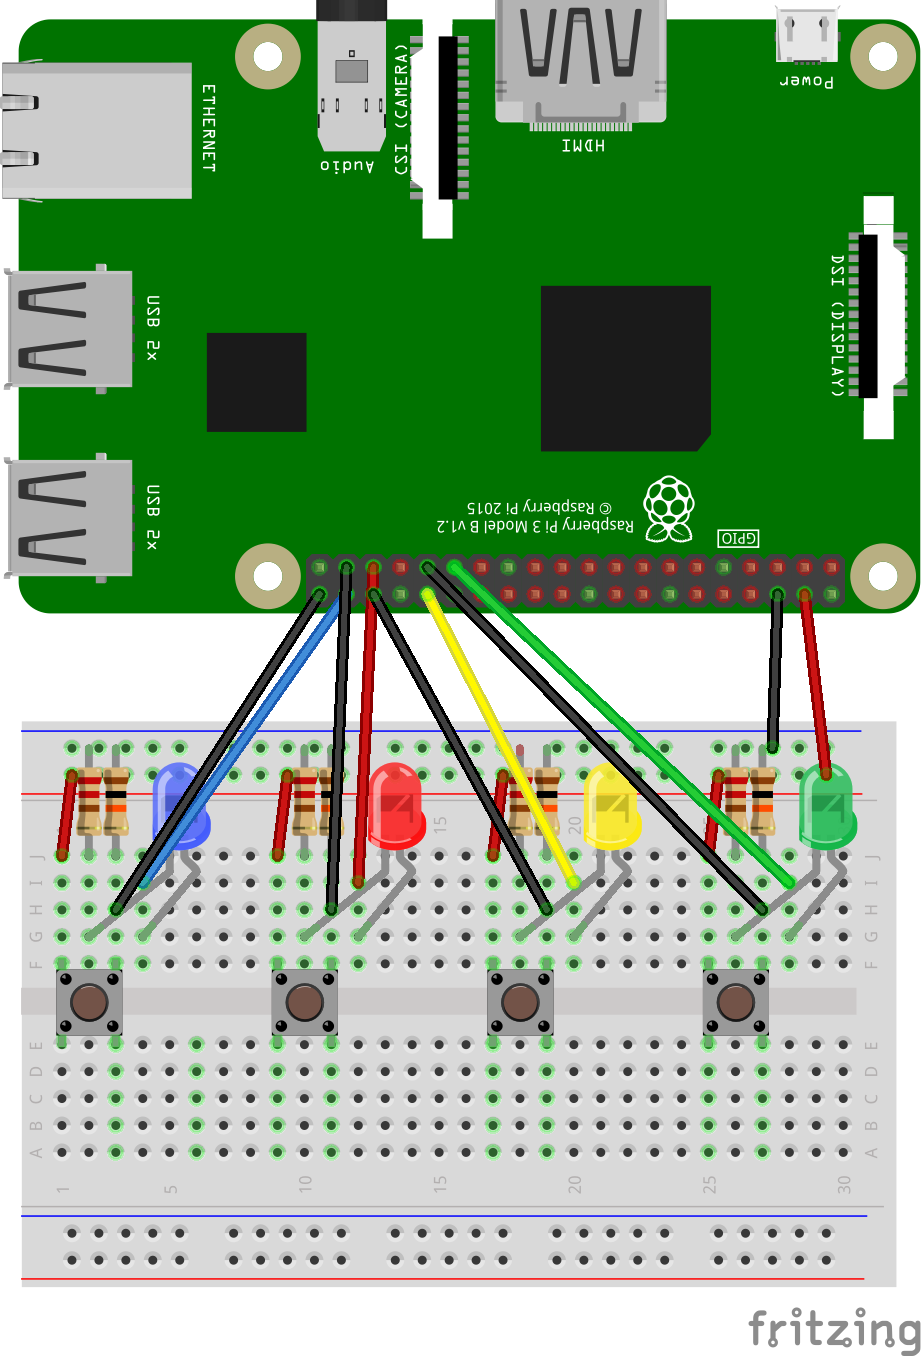 ETHERNET
Audio
CSI (CAMERA)
HDMI
Power
DSI (DISPLAY)
USB 2x
USB 2x
© Raspberry Pi 2015
Raspberry Pi 3 Model B v1.2
GPIO
15 20
J J
I I
H H
G G
F F
E E
D D
C C
B B
A A
1 5 10 15 20 25 30
fritzing